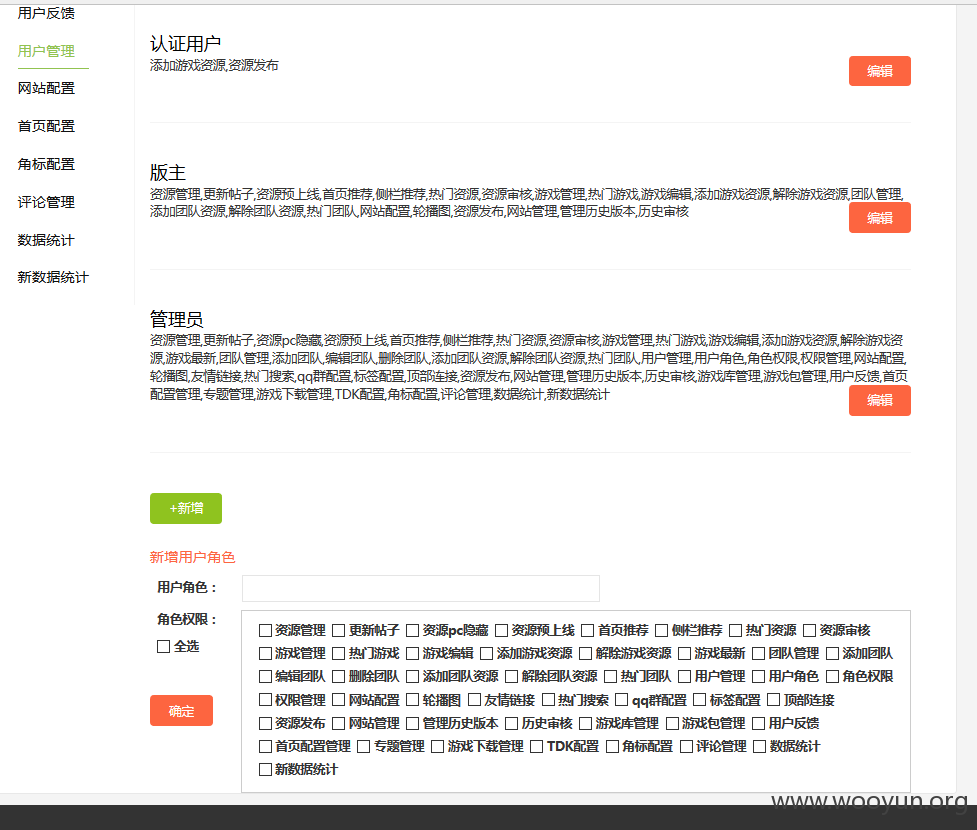 用户反馈
用户管理
网站配置
首页配置
角标配置
评论管理
数据统计
新数据统计
认证用户
添加游戏资源,资源发布
编辑
版主
资源管理,更新帖子,资源预上线,首页推荐,侧栏推荐,热门资源,资源审核,游戏管理,热门游戏,游戏编辑,添加游戏资源,解除游戏资源,团队管理,
添加团队资源,解除团队资源,热门团队,网站配置,轮播图,资源发布,网站管理,管理历史版本,历史审核
编辑
管理员
资源管理,更新帖子,资源pc隐藏,资源预上线,首页推荐,侧栏推荐,热门资源,资源审核,游戏管理,热门游戏,游戏编辑,添加游戏资源,解除游戏资
源,游戏最新,团队管理,添加团队,编辑团队,删除团队,添加团队资源,解除团队资源,热门团队,用户管理,用户角色,角色权限,权限管理,网站配置,
轮播图,友情链接,热门搜索,qq群配置,标签配置,顶部连接,资源发布,网站管理,管理历史版本,历史审核,游戏库管理,游戏包管理,用户反馈,首页
配置管理,专题管理,游戏下载管理,TDK配置,角标配置,评论管理,数据统计,新数据统计
编辑
+新增
新增用户角色
用户角色：
角色权限：
全选
资源管理 更新帖子 资源pc隐藏 资源预上线 首页推荐 侧栏推荐 热门资源 资源审核
游戏管理 热门游戏 游戏编辑 添加游戏资源 解除游戏资源 游戏最新 团队管理 添加团队
编辑团队 删除团队 添加团队资源 解除团队资源 热门团队 用户管理 用户角色 角色权限
权限管理 网站配置 轮播图 友情链接 热门搜索 qq群配置 标签配置 顶部连接
资源发布 网站管理 管理历史版本 历史审核 游戏库管理 游戏包管理 用户反馈
首页配置管理 专题管理 游戏下载管理 TDK配置 角标配置 评论管理 数据统计
新数据统计
确定
www.wooyun.org